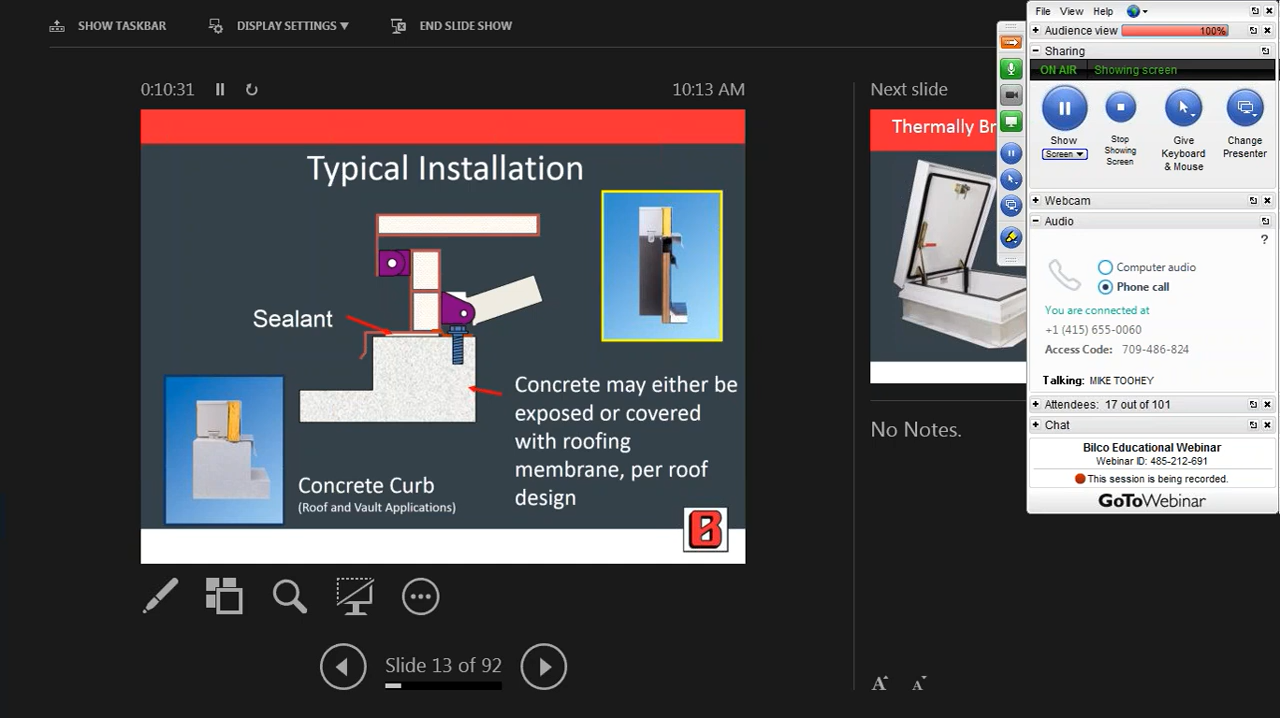 SHOW TASKBAR
DISPLAY SETTINGS ▼
END SLIDE SHOW
0:10:31
10:13 AM
Typical Installation
Sealant
Concrete may either be
exposed or covered
with roofing
membrane, per roof
design
Concrete Curb
(Roof and Vault Applications)
B
Slide 13 of 92
Next slide
Thermally
No Notes.
A
A
File View Help
Audience view
100%
Sharing
ON AIR
Showing screen
Show
Screen
Stop
Showing
Screen
Give
Keyboard
& Mouse
Change
Presenter
Webcam
Audio
?
Computer audio
Phone call
You are connected at
+1 (415) 655-0060
Access Code: 709-486-824
Talking: MIKE TOOHEY
Attendees: 17 out of 101
Chat
Bilco Educational Webinar
Webinar ID: 485-212-691
This session is being recorded.
GoToWebinar